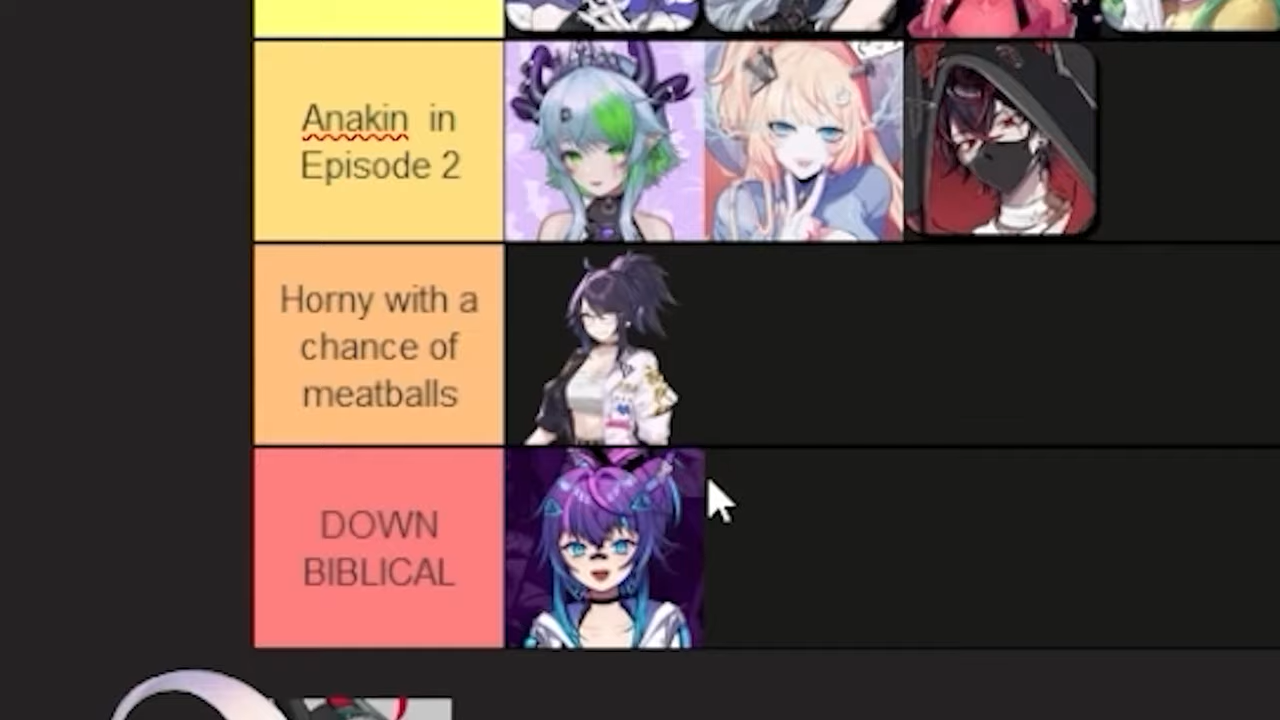 Anakin in
Episode 2
Horny with a
chance of
meatballs
DOWN
BIBLICAL